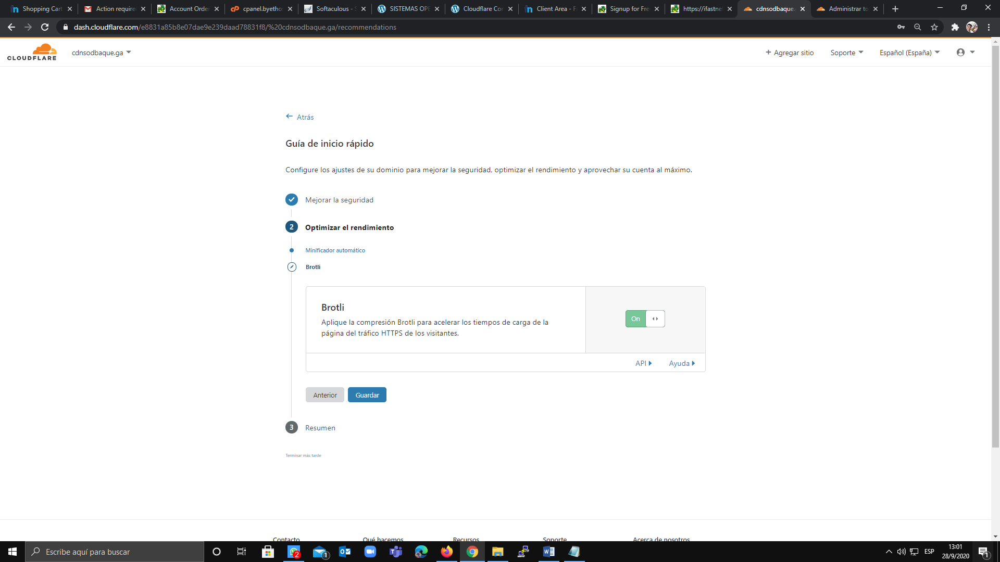 Shopping Cart
Action require
Account Order
cpanel.byetho
Softaculous - S
SISTEMAS OPE
Cloudflare Con
Client Area - F
Signup for Fre
https://ifastne
cdnsodbaque.
Administrar to
dash.cloudflare.com/e8831a85b8e07dae9e239daad78831f8/%20cdnsodbaque.ga/recommendations
CLOUDFLARE
cdnsodbaque.ga
+ Agregar sitio
Soporte
Español (España)
← Atrás
Guía de inicio rápido
Configure los ajustes de su dominio para mejorar la seguridad, optimizar el rendimiento y aprovechar su cuenta al máximo.
Mejorar la seguridad
2 Optimizar el rendimiento
Minificador automático
Brotli
Brotli
Aplique la compresión Brotli para acelerar los tiempos de carga de la
página del tráfico HTTPS de los visitantes.
On
API
Ayuda
Anterior
Guardar
3 Resumen
Terminar más tarde
Contacto
Qué hacemos
Recursos
Soporte
Acerca de nosotros
Escribe aquí para buscar
2
1
ESP
13:01
28/9/2020
1